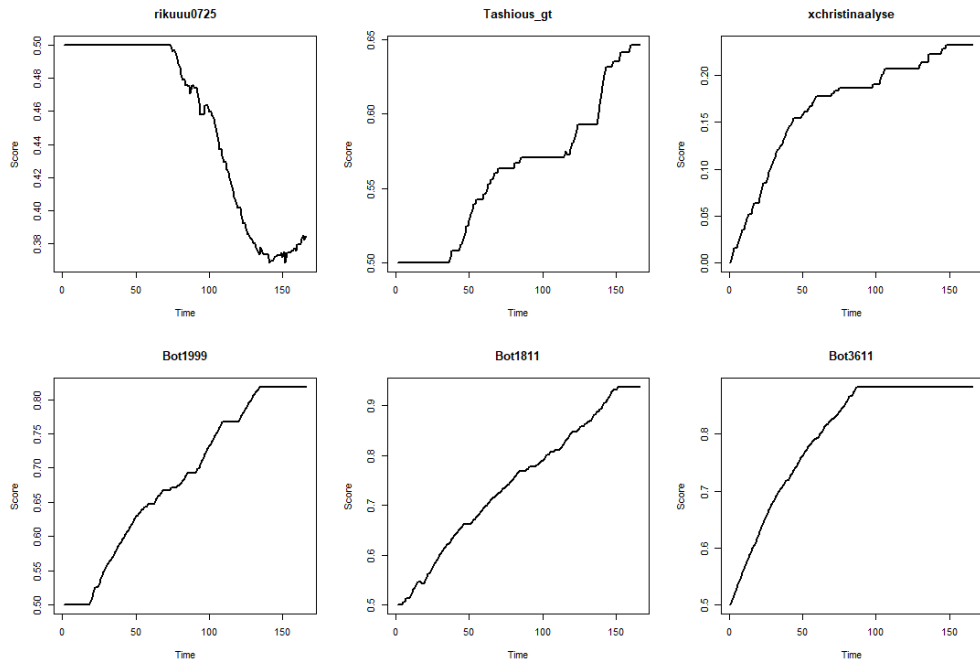 rikuuu0725
Tashious_gt
xchristinaalyse
Score
0.38 0.40 0.42 0.44 0.46 0.48 0.50
0 50 100 150
Time
Score
0.50 0.55 0.60 0.65
0 50 100 150
Time
Score
0.00 0.05 0.10 0.15 0.20
0 50 100 150
Time
Bot1999
Bot1811
Bot3611
Score
0.50 0.55 0.60 0.65 0.70 0.75 0.80
0 50 100 150
Time
Score
0.5 0.6 0.7 0.8 0.9
0 50 100 150
Time
Score
0.5 0.6 0.7 0.8
0 50 100 150
Time